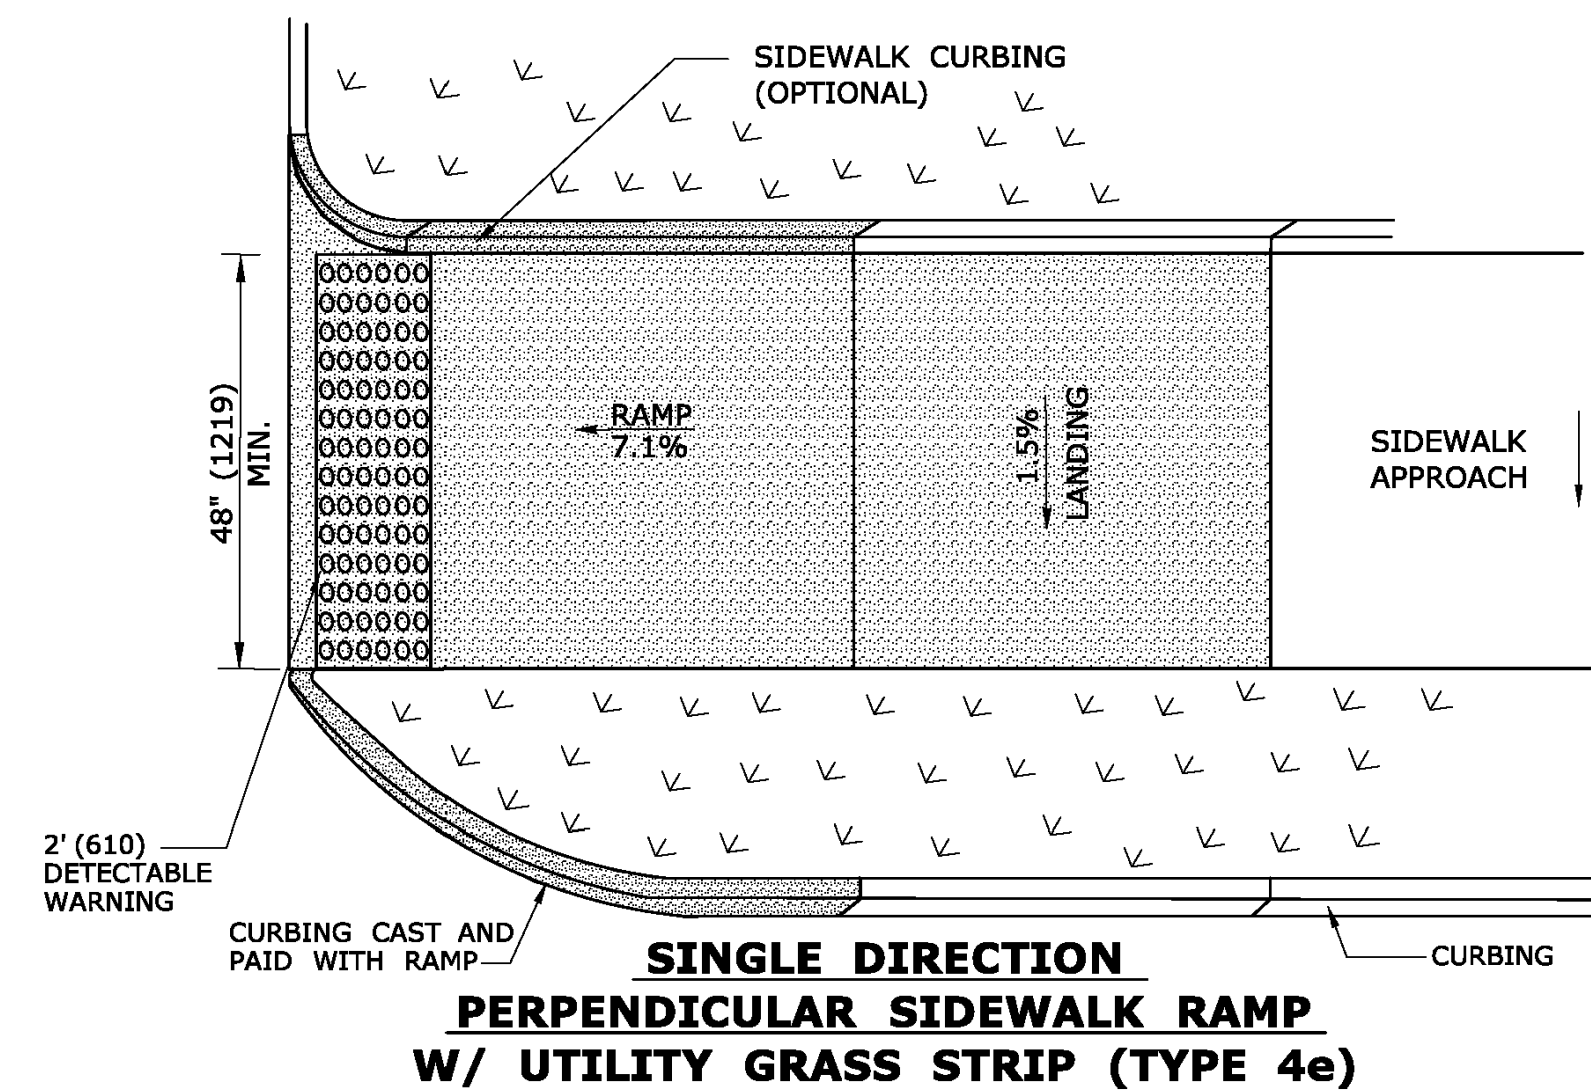 SIDEWALK CURBING
(OPTIONAL)
48" (1219)
MIN.
RAMP
7.1%
1.5%
LANDING
SIDEWALK
APPROACH
2' (610)
DETECTABLE
WARNING
CURBING CAST AND
PAID WITH RAMP
CURBING
SINGLE DIRECTION
PERPENDICULAR SIDEWALK RAMP
W/ UTILITY GRASS STRIP (TYPE 4e)